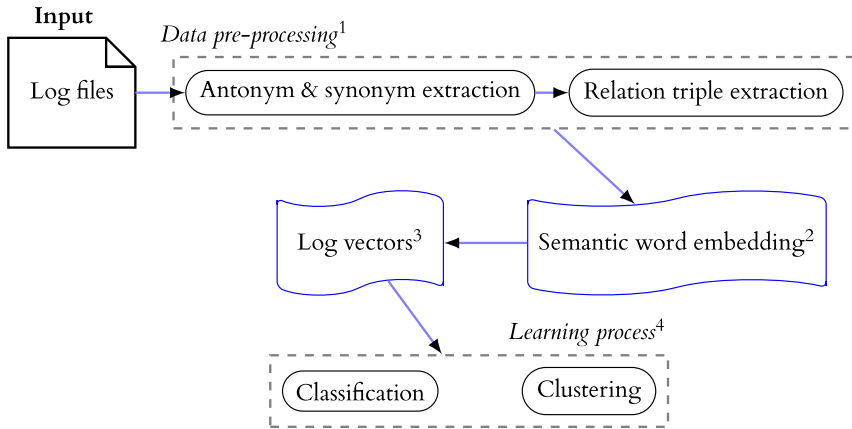 Input
Data pre-processing¹
Log files
Antonym & synonym extraction
Relation triple extraction
Log vectors³
Semantic word embedding²
Learning process⁴
Classification
Clustering